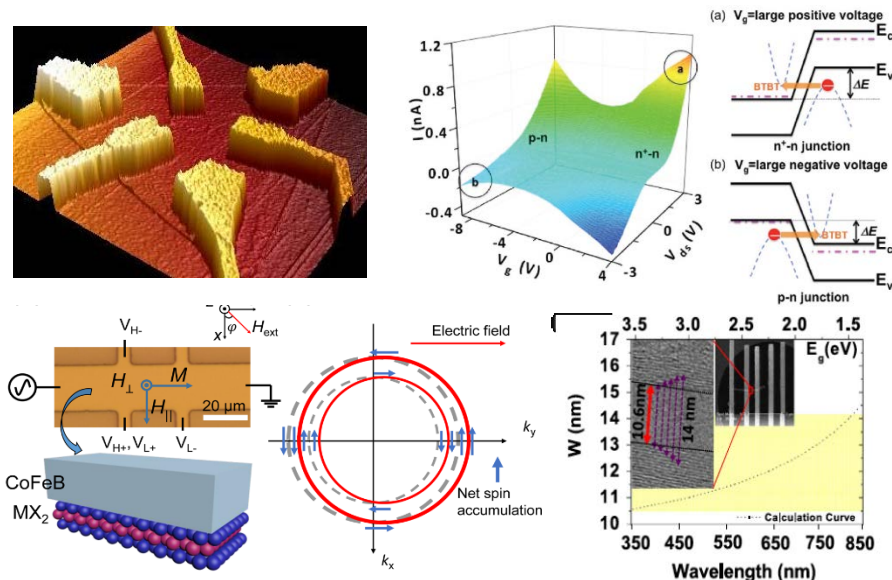 1.2
0.8
0.4
0.0
-0.4
I (nA)
a
b
p-n
n⁺-n
-8
-4
0
4
V_g (V)
3
0
-3
V_ds (V)
(a) V_g=large positive voltage
E_c
E_v
BTBT
ΔE
n⁺-n junction
(b) V_g=large negative voltage
BTBT
ΔE
E_c
E_v
p-n junction
V_H-
x
φ
H_ext
H_⊥
M
H_||
20 μm
V_H+, V_L+
V_L-
CoFeB
MX₂
Electric field
k_y
Net spin
accumulation
k_x
3.5 3.0 2.5 2.0 1.5
E_g(eV)
17
16
15
14
13
12
11
10
W (nm)
10.6nm
14 nm
Calculation Curve
350 450 550 650 750 850
Wavelength (nm)